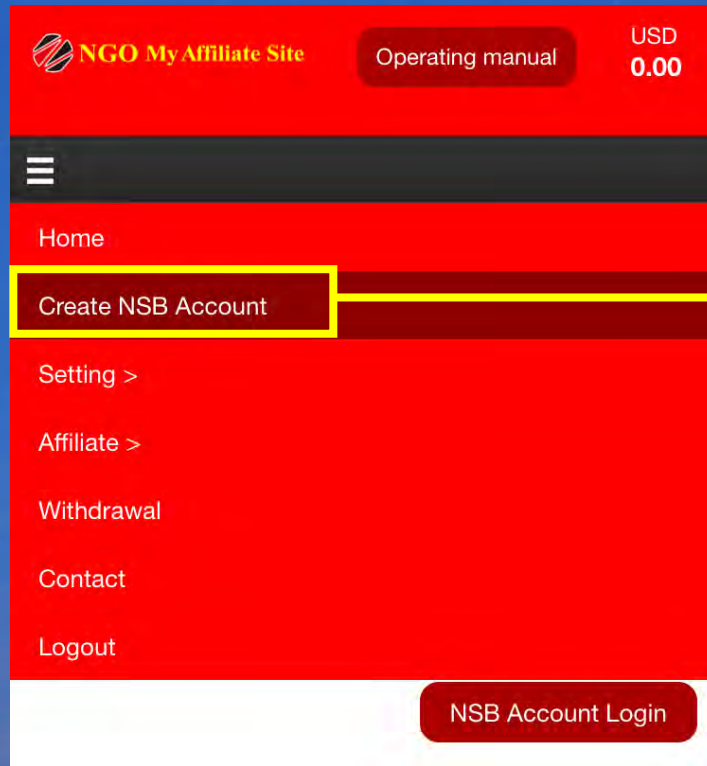 NGO My Affiliate Site
Operating manual
USD
0.00
Home
Create NSB Account
Setting >
Affiliate >
Withdrawal
Contact
Logout
NSB Account Login